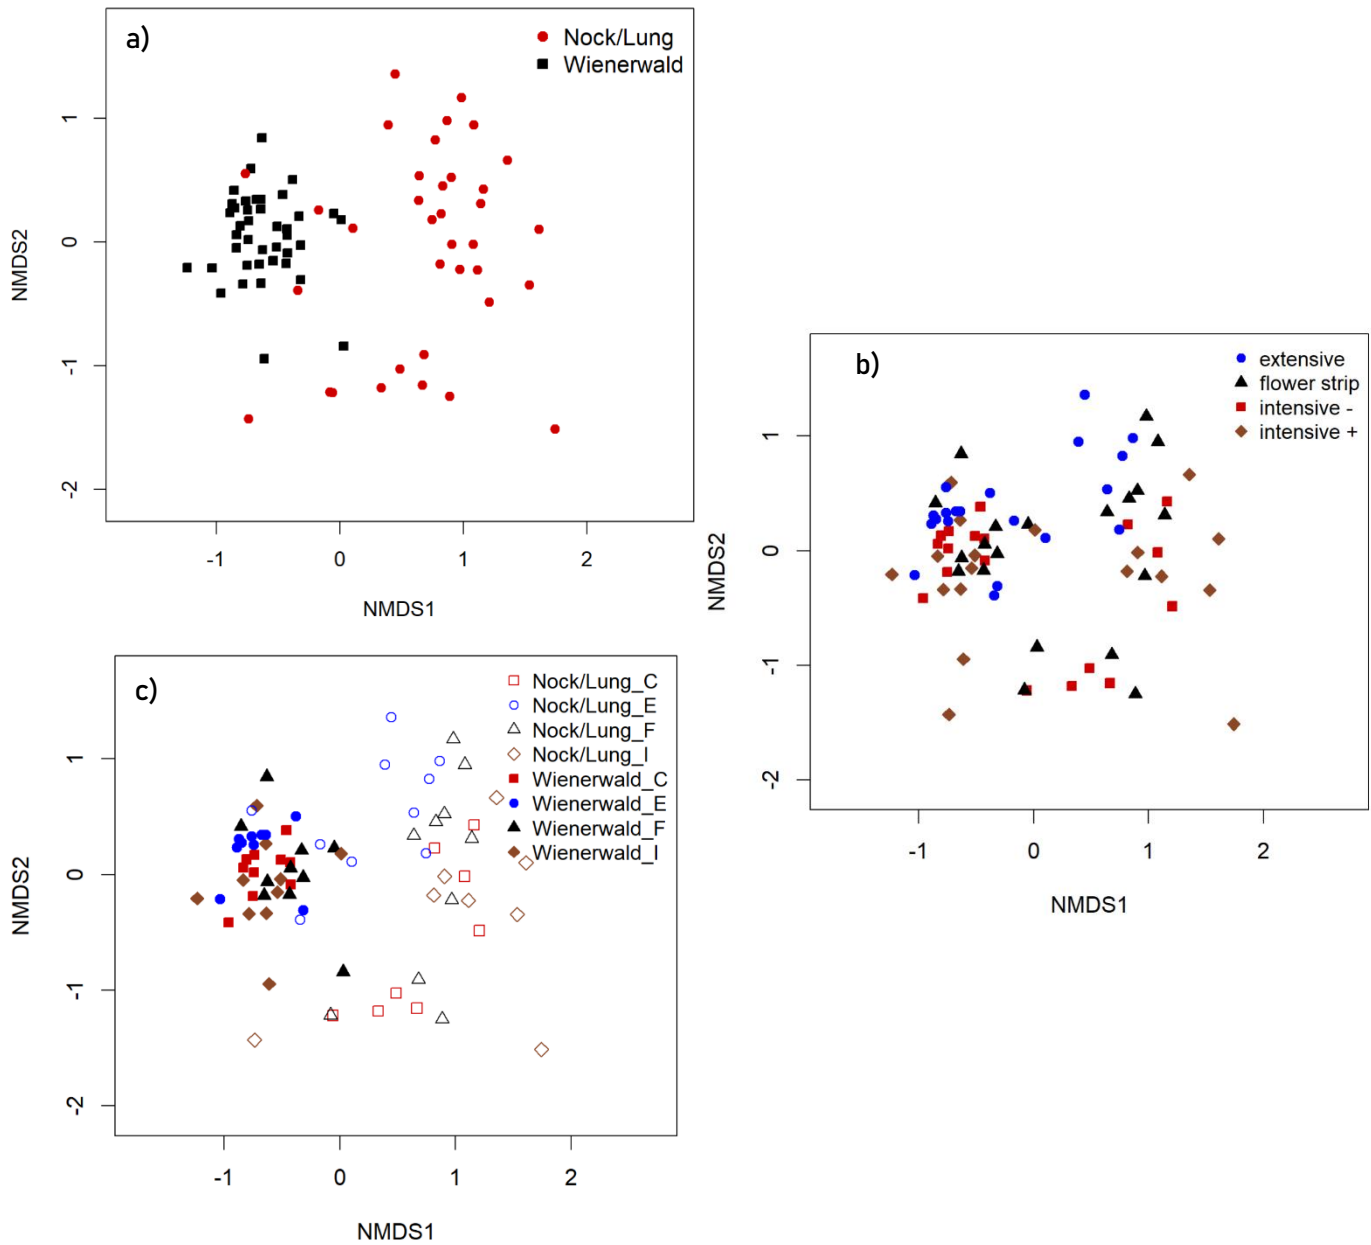 a)
Nock/Lung
Wienerwald
1
0
-1
-2
NMDS2
-1
0
1
2
NMDS1
b)
extensive
flower strip
intensive -
intensive +
1
0
-1
-2
NMDS2
-1
0
1
2
NMDS1
c)
Nock/Lung_C
Nock/Lung_E
Nock/Lung_F
Nock/Lung_I
Wienerwald_C
Wienerwald_E
Wienerwald_F
Wienerwald_I
1
0
-1
-2
NMDS2
-1
0
1
2
NMDS1